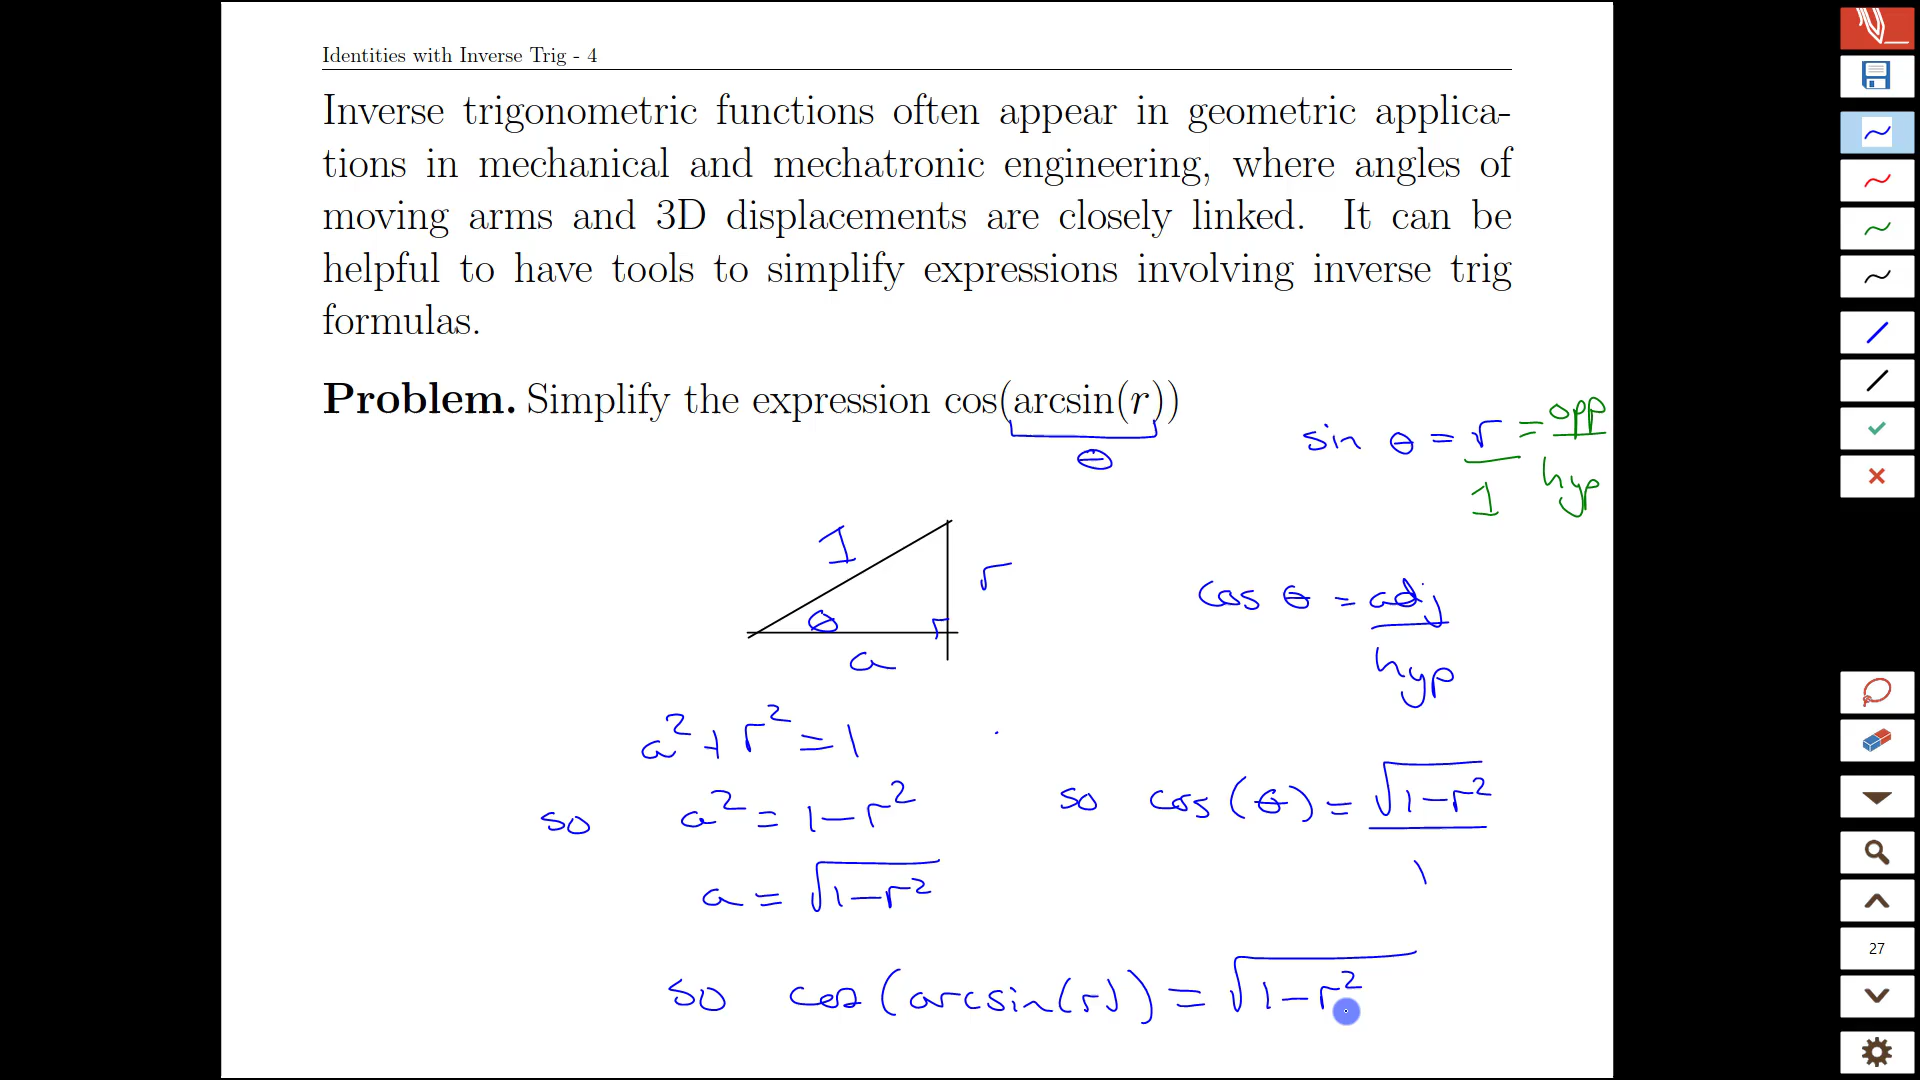 Identities with Inverse Trig - 4
Inverse trigonometric functions often appear in geometric applica-
tions in mechanical and mechatronic engineering, where angles of
moving arms and 3D displacements are closely linked. It can be
helpful to have tools to simplify expressions involving inverse trig
formulas.
Problem. Simplify the expression cos(arcsin(r))
θ
sin θ = r/1 = opp/hyp
1
r
θ
a
cos θ = adj/hyp
a² + r² = 1
so a² = 1 − r²
a = √(1 − r²)
so cos(θ) = √(1 − r²)/1
so cos(arcsin(r)) = √(1 − r²)
27